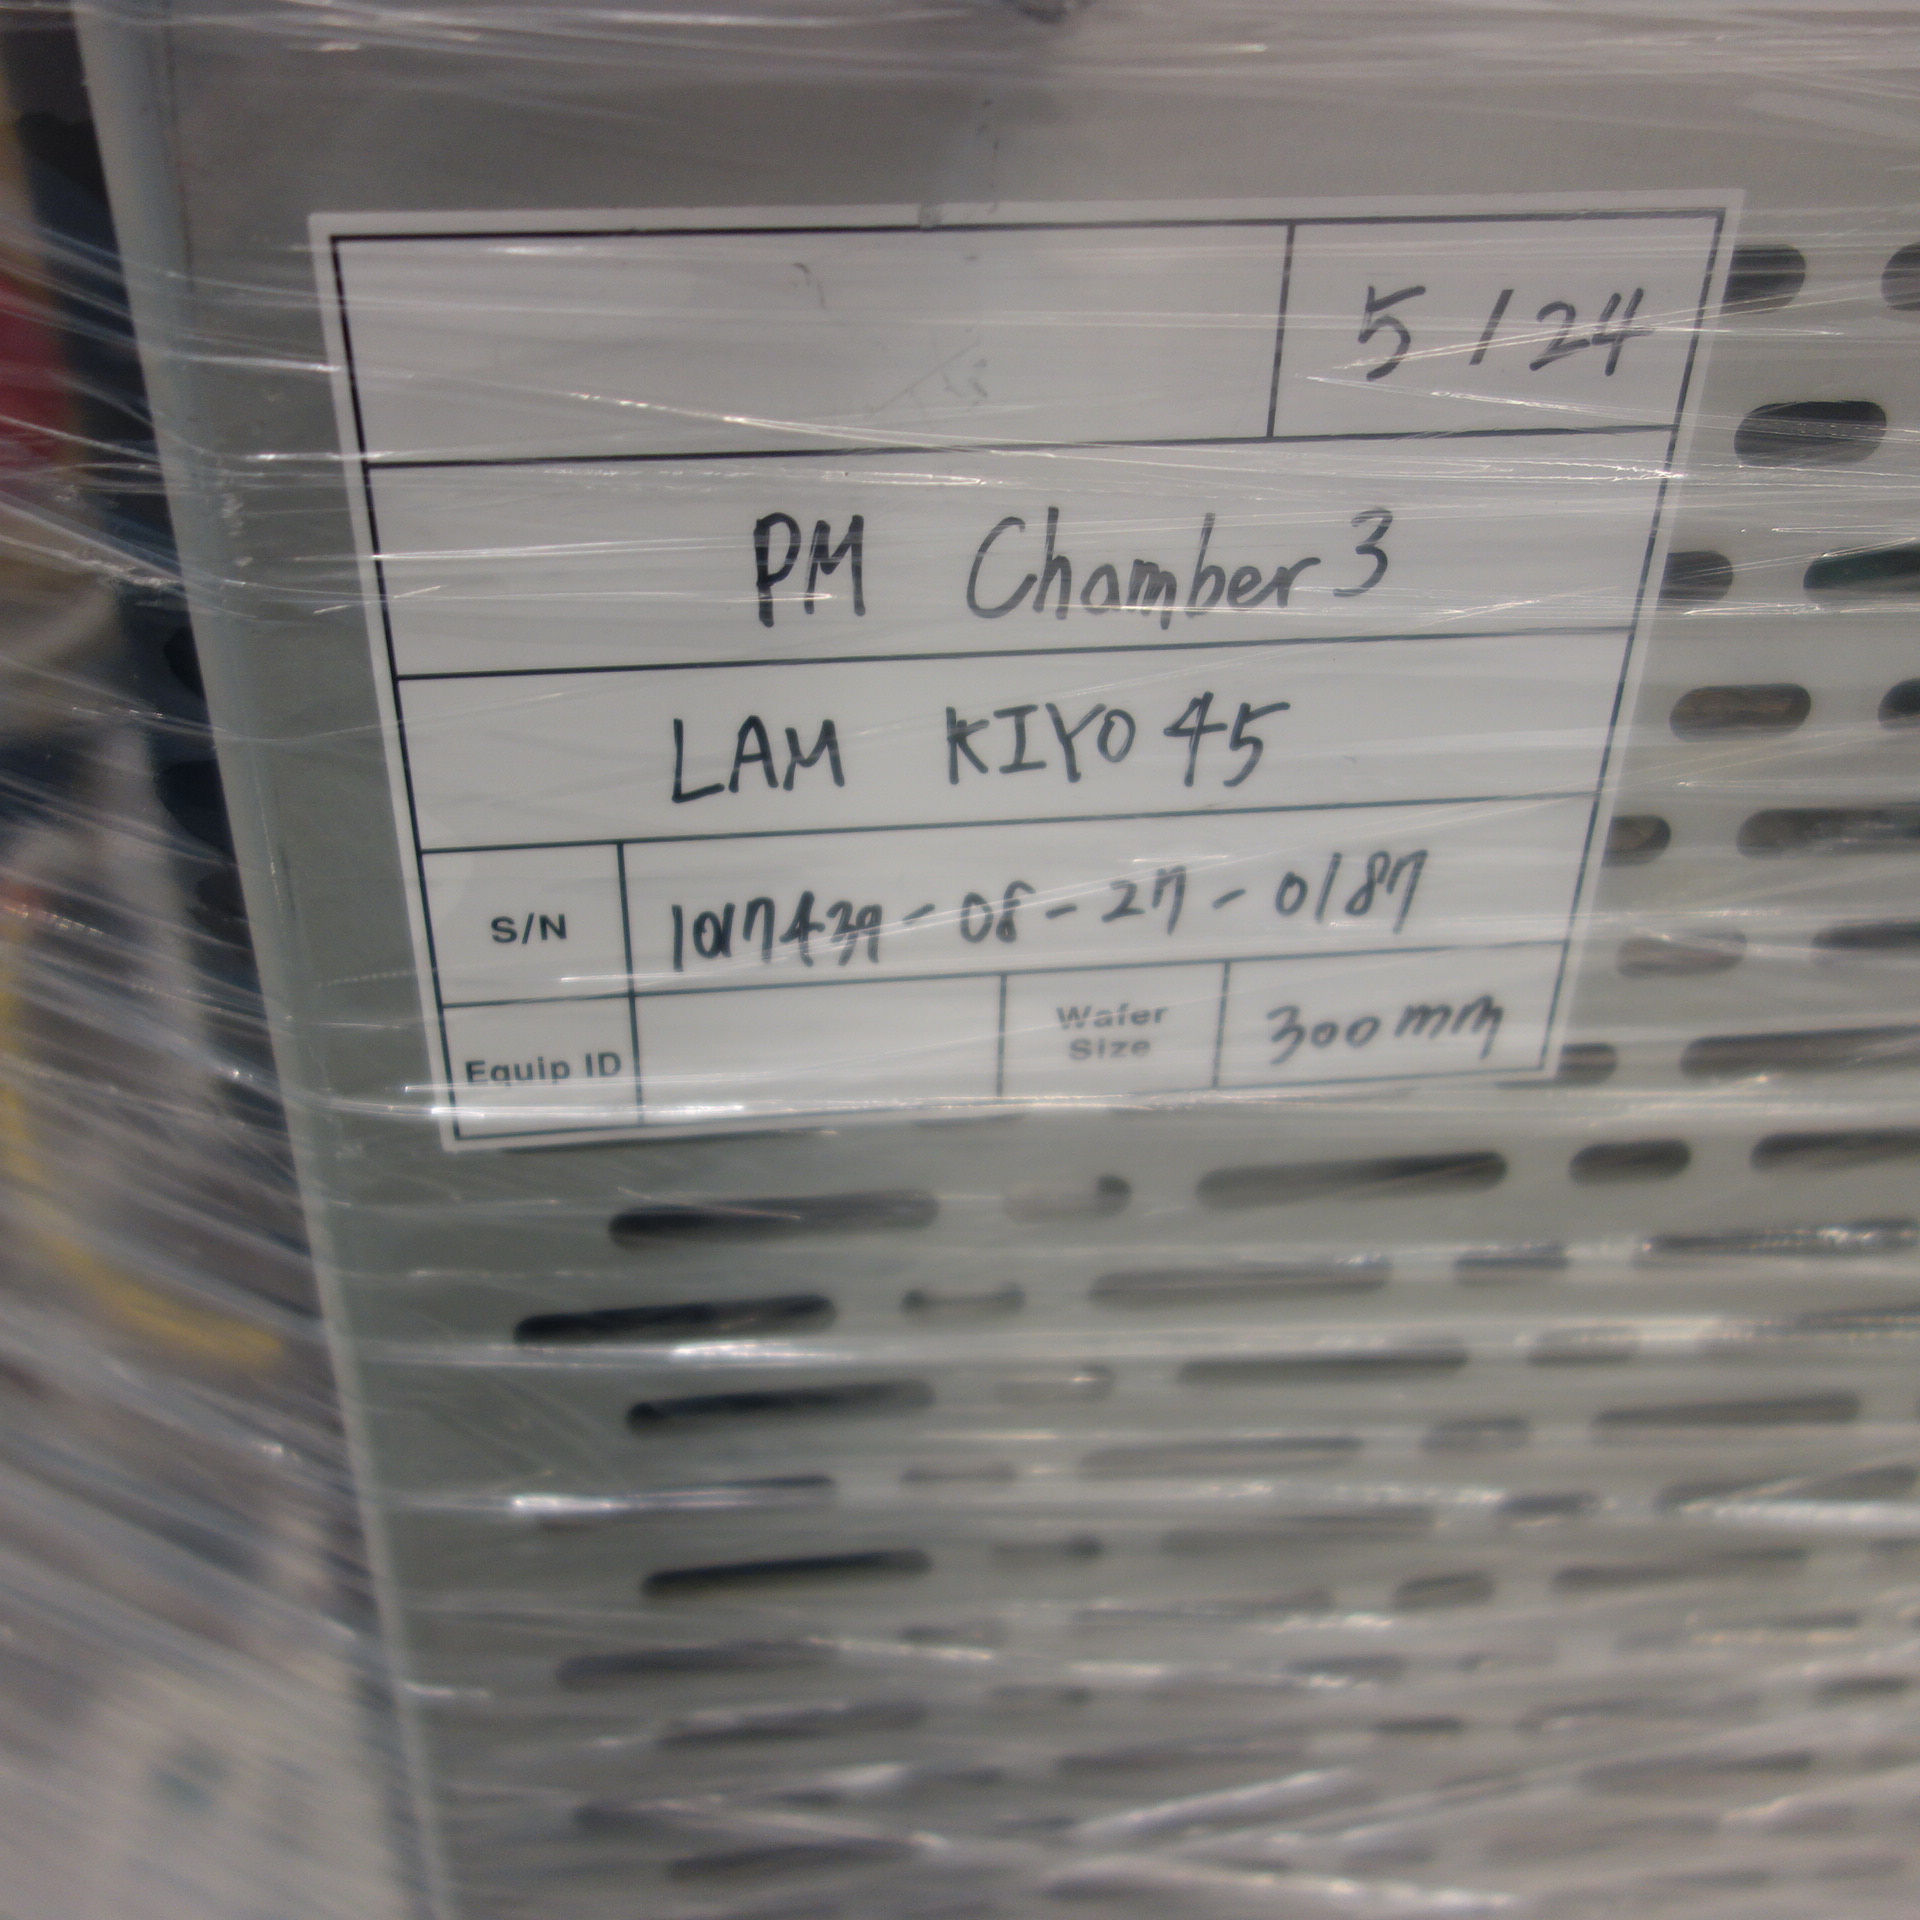 5 / 24
PM Chamber 3
LAM KIYO 45
S/N 1017439-08-27-0187
Equip ID Wafer Size 300mm